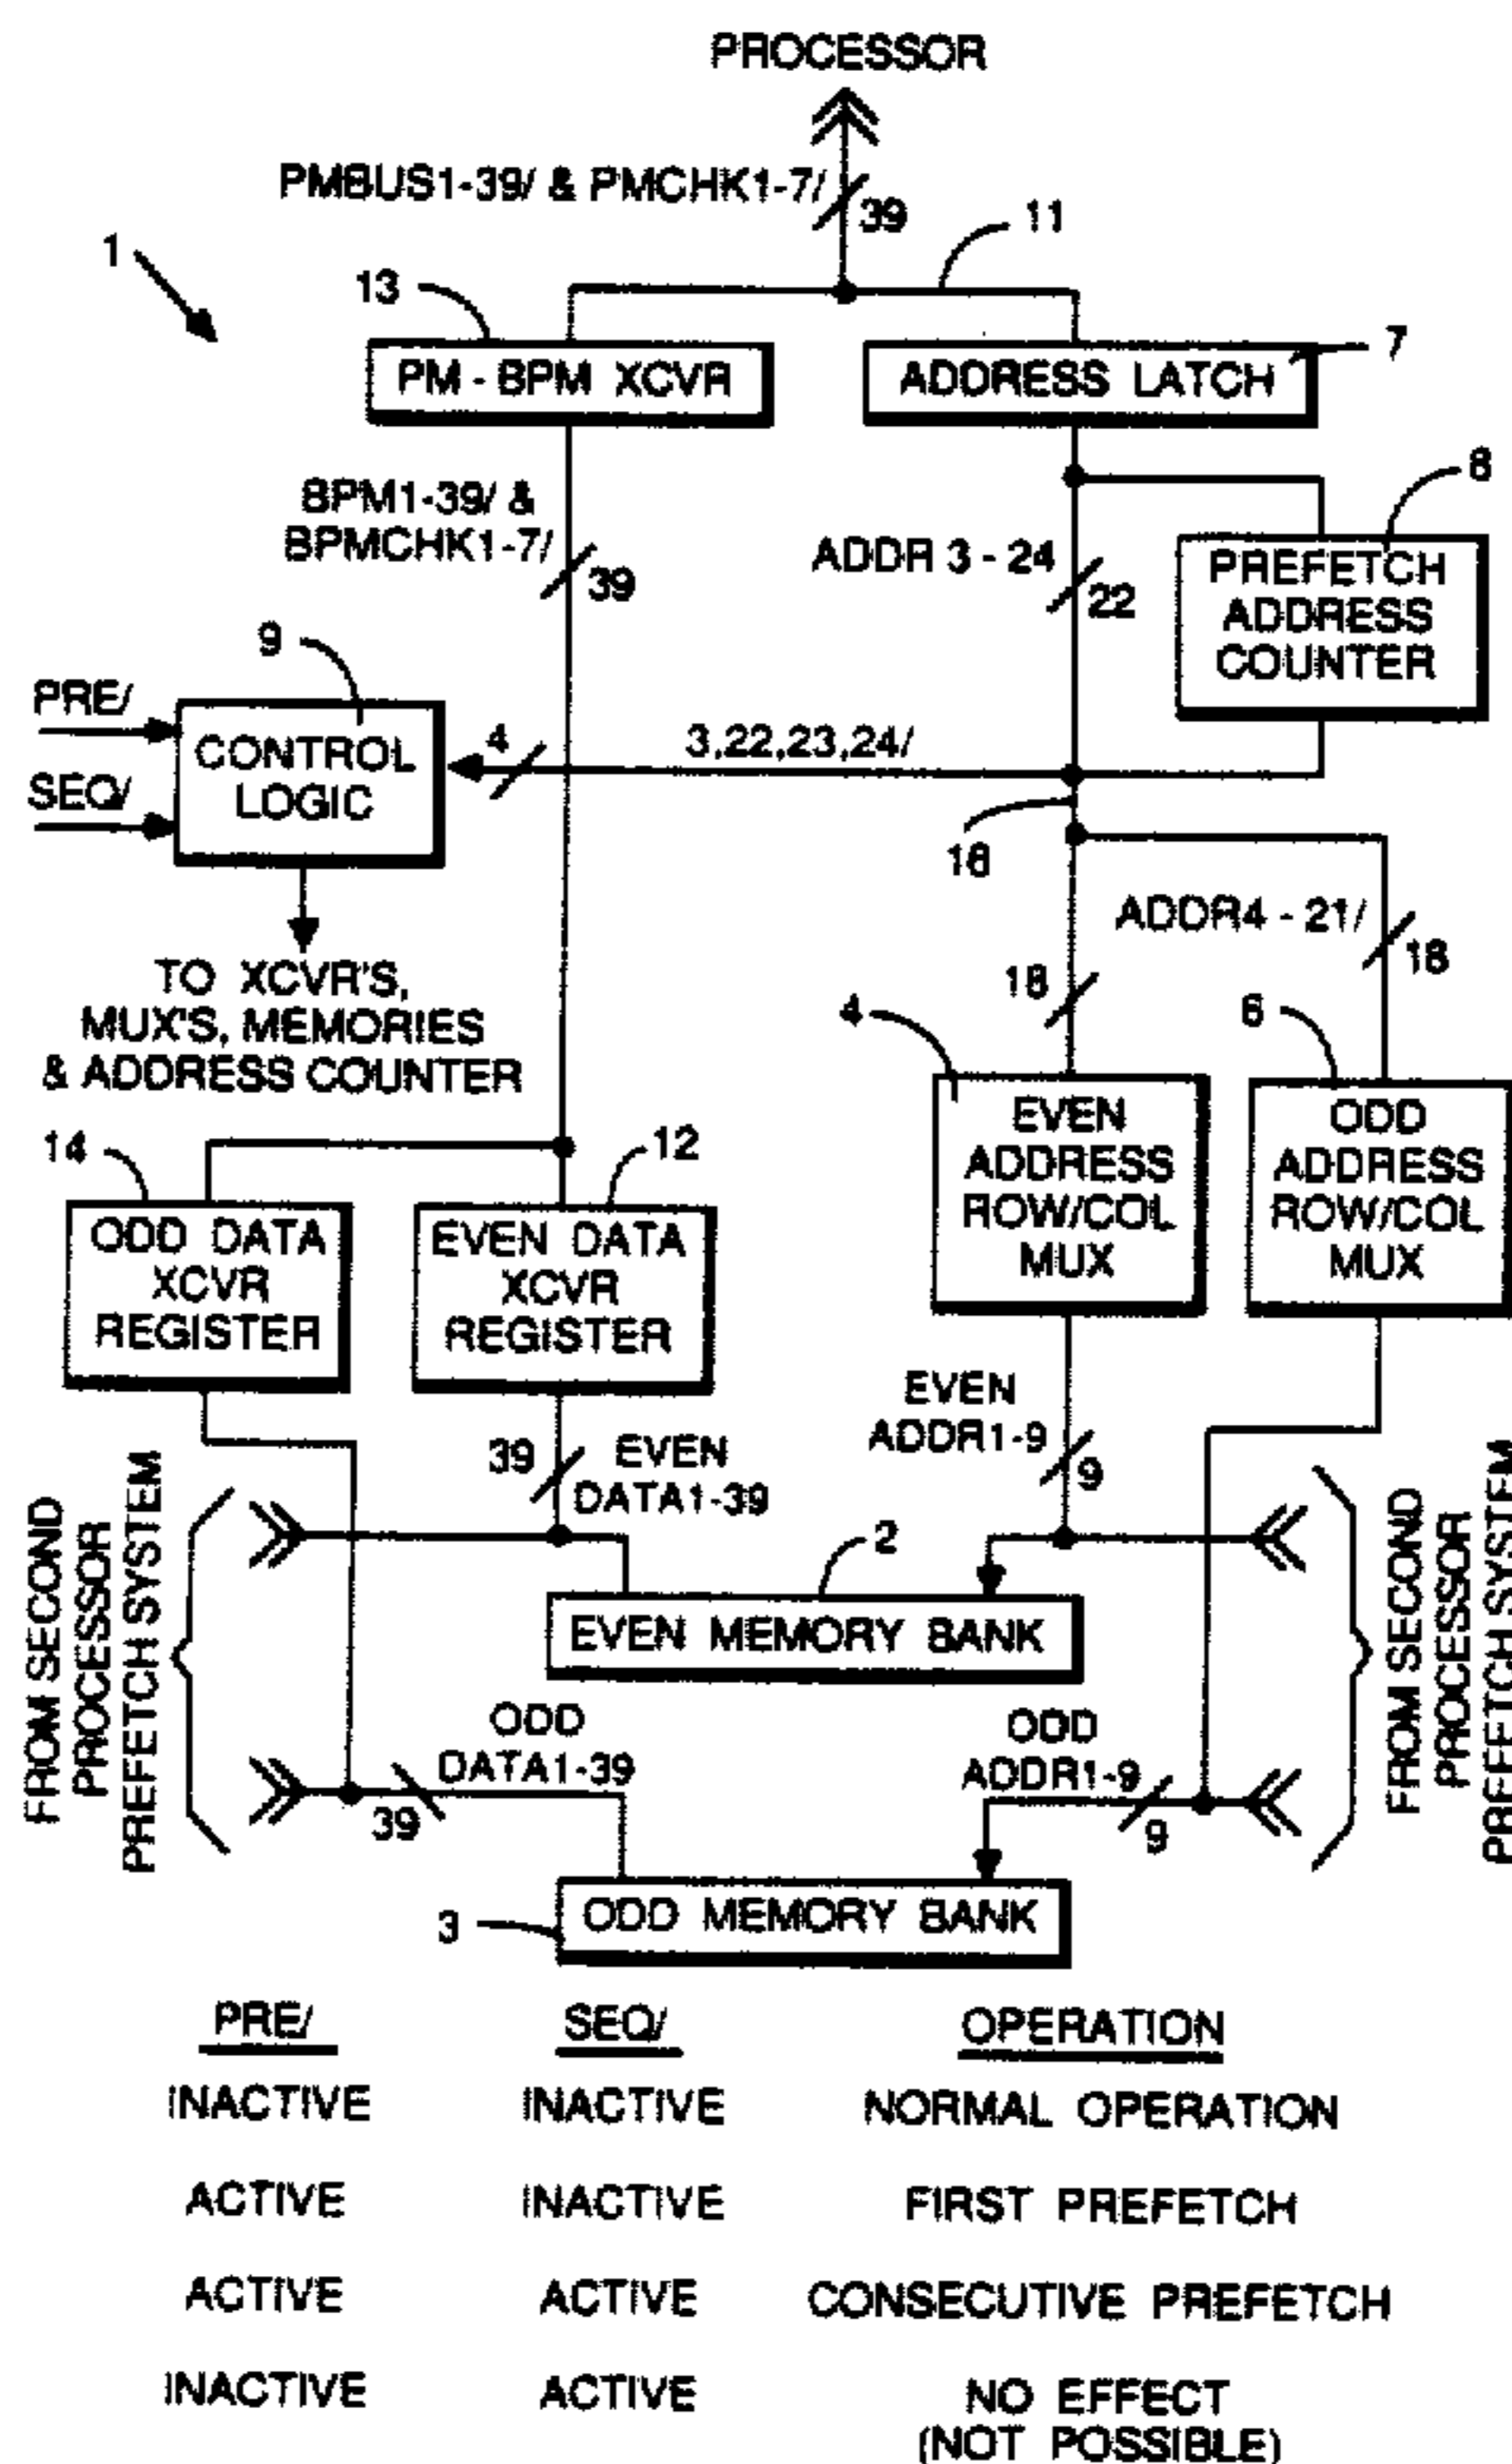 PROCESSOR
PMBUS1-39/ & PMCHK1-7/
39
11
1
13
7
PM - BPM XCVR
ADDRESS LATCH
8
BPM1-39/ &
BPMCHK1-7/
39
ADDR 3 - 24
22
PREFETCH
ADDRESS
COUNTER
9
PRE/
SEQ/
CONTROL
LOGIC
4
3,22,23,24/
18
ADDR4 - 21/
18
18
TO XCVR'S,
MUX'S, MEMORIES
& ADDRESS COUNTER
4
6
EVEN
ADDRESS
ROW/COL
MUX
ODD
ADDRESS
ROW/COL
MUX
14
12
ODD DATA
XCVR
REGISTER
EVEN DATA
XCVR
REGISTER
39
EVEN
DATA1-39
EVEN
ADDR1-9
9
FROM SECOND
PROCESSOR
PREFETCH SYSTEM
FROM SECOND
PROCESSOR
PREFETCH SYSTEM
2
EVEN MEMORY BANK
ODD
DATA1-39
39
ODD
ADDR1-9
9
3
ODD MEMORY BANK
PRE/ SEQ/ OPERATION
INACTIVE INACTIVE NORMAL OPERATION
ACTIVE INACTIVE FIRST PREFETCH
ACTIVE ACTIVE CONSECUTIVE PREFETCH
INACTIVE ACTIVE NO EFFECT
(NOT POSSIBLE)